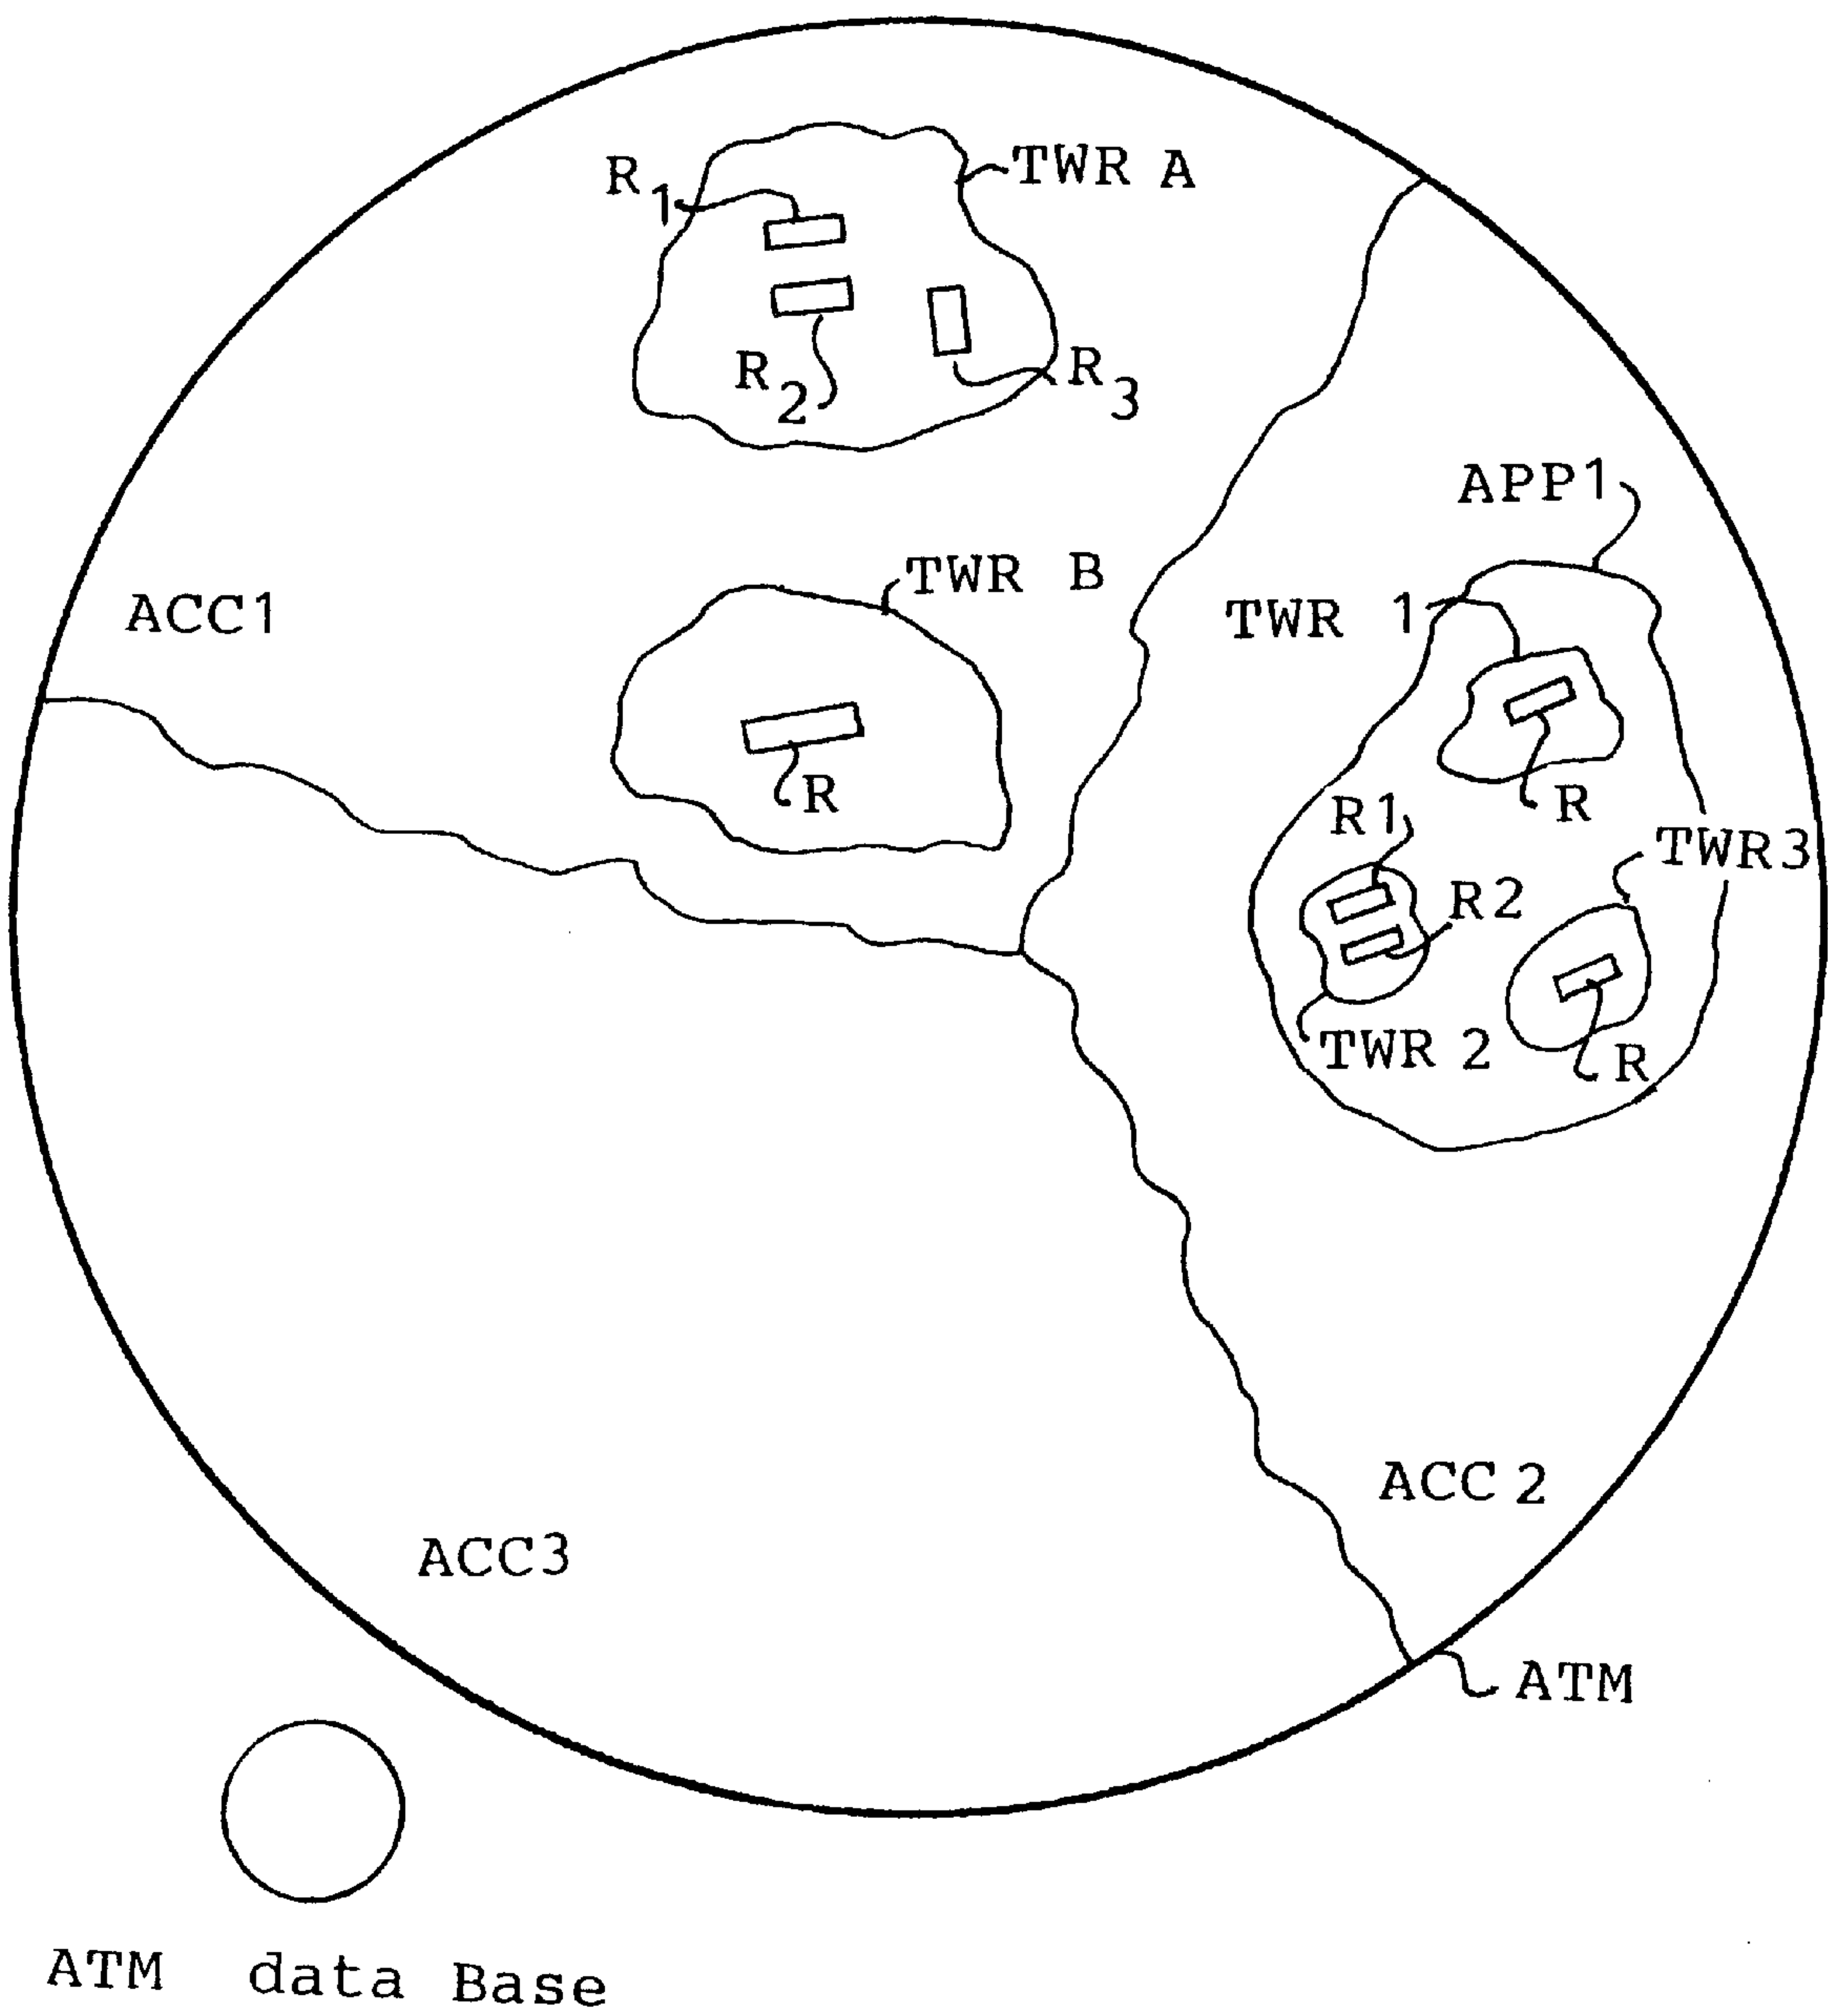 R1
TWR A
R2
R3
APP1
ACC1
TWR B
TWR 1
R
R
R1
TWR3
R2
TWR 2
R
ACC 2
ACC3
ATM
ATM data Base